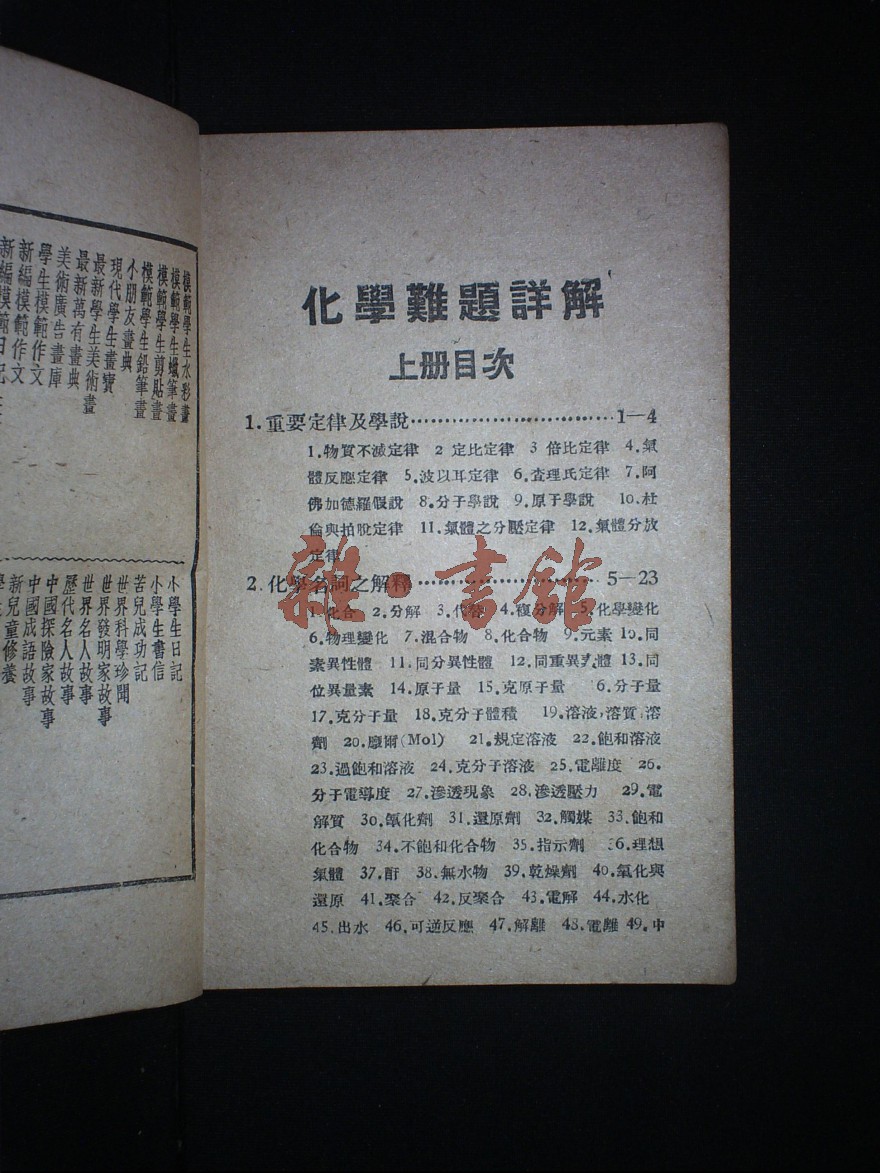 化學難題詳解
上册目次
1.重要定律及學說……………………1—4
1.物質不滅定律 2 定比定律 3 倍比定律 4.氣
體反應定律 5.波以耳定律 6.查理氏定律 7.阿
佛加德羅假說 8.分子學說 9.原子學說 10.杜
倫與拍脫定律 11.氣體之分壓定律 12.氣體分放
定律
2.化學名詞之解釋……………………5—23
1.化合 2.分解 3.代替 4.複分解 5.化學變化
6.物理變化 7.混合物 8.化合物 9.元素 10.同
素異性體 11.同分異性體 12.同重異 體 13.同
位異量素 14.原子量 15.克原子量 16.分子量
17.克分子量 18.克分子體積 19.溶液,溶質,溶
劑 20.摩爾(Mol) 21.規定溶液 22.飽和溶液
23.過飽和溶液 24.克分子溶液 25.電離度 26.
分子電導度 27.滲透現象 28.滲透壓力 29.電
解質 30.氧化劑 31.還原劑 32.觸媒 33.飽和
化合物 34.不飽和化合物 35.指示劑 36.理想
氣體 37.酐 38.無水物 39.乾燥劑 40.氧化與
還原 41.聚合 42.反聚合 43.電解 44.水化
45.出水 46.可逆反應 47.解離 48.電離 49.中
雜·書館
模範學生水彩畫
模範學生蠟筆畫
模範學生剪貼畫
模範學生鉛筆畫
小朋友畫典
現代學生畫寶
最新學生美術畫
最新萬有畫典
美術廣告畫庫
學生模範作文
新編模範作文
新編模範日記
小學生日記
小學生書信
苦兒成功記
世界科學珍聞
世界發明家故事
世界名人故事
歷代名人故事
中國探險家故事
中國成語故事
新兒童修養